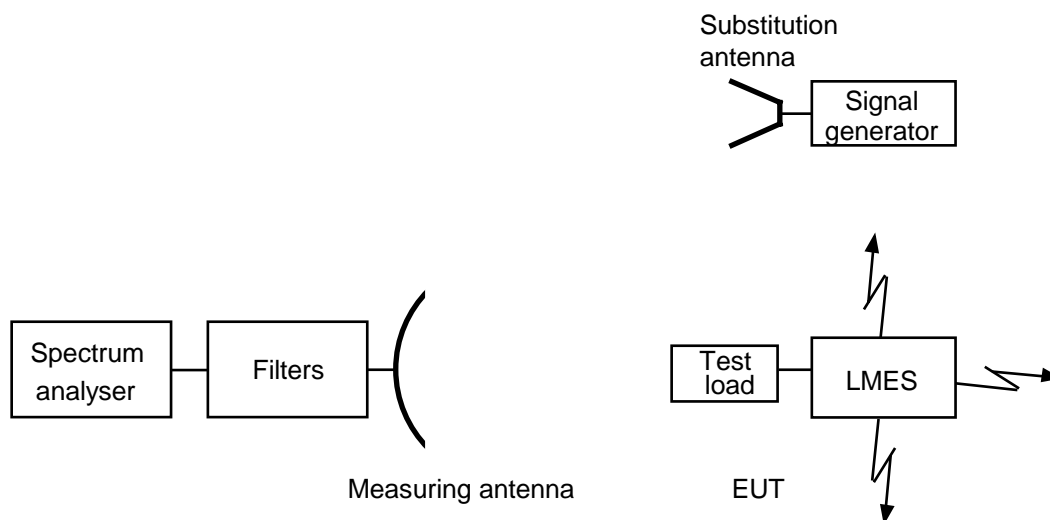 Substitution
antenna
Signal
generator
Spectrum
analyser
Filters
Test
load
LMES
Measuring antenna
EUT